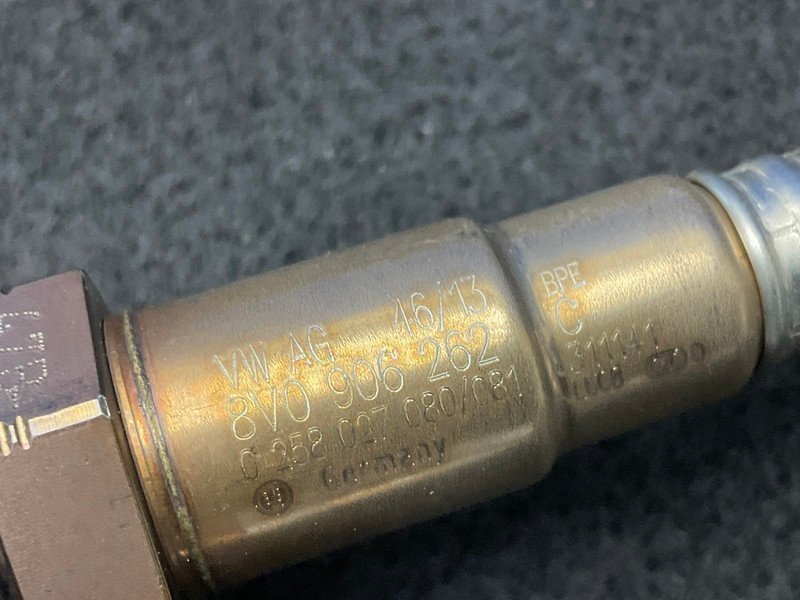 VW AG 46/13
8V0 906 262
0 258 027 080/081
Germany
BPE
C
311141